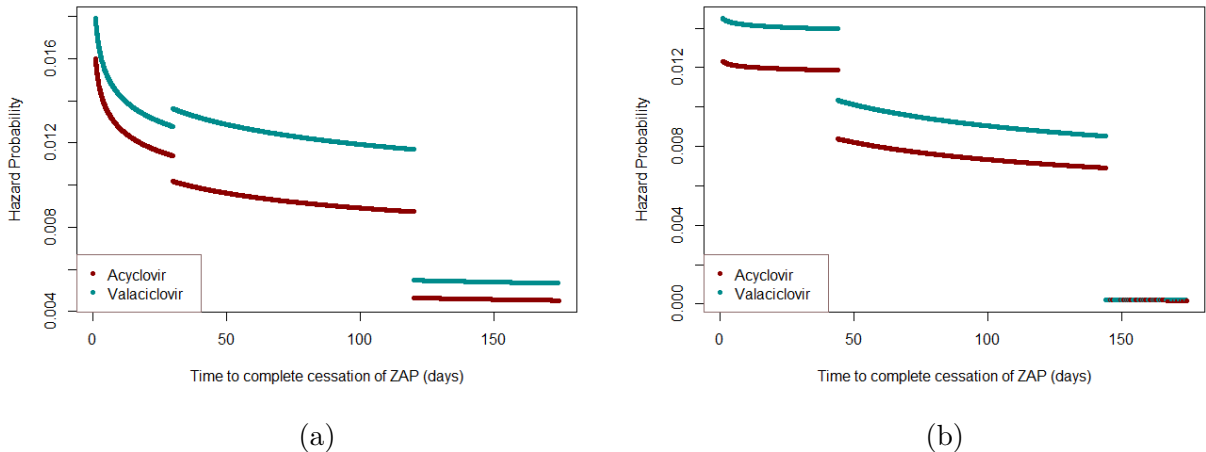 Hazard Probability
0.004
0.008
0.012
0.016
Acyclovir
Valaciclovir
0
50
100
150
Time to complete cessation of ZAP (days)
(a)
Hazard Probability
0.000
0.004
0.008
0.012
Acyclovir
Valaciclovir
0
50
100
150
Time to complete cessation of ZAP (days)
(b)